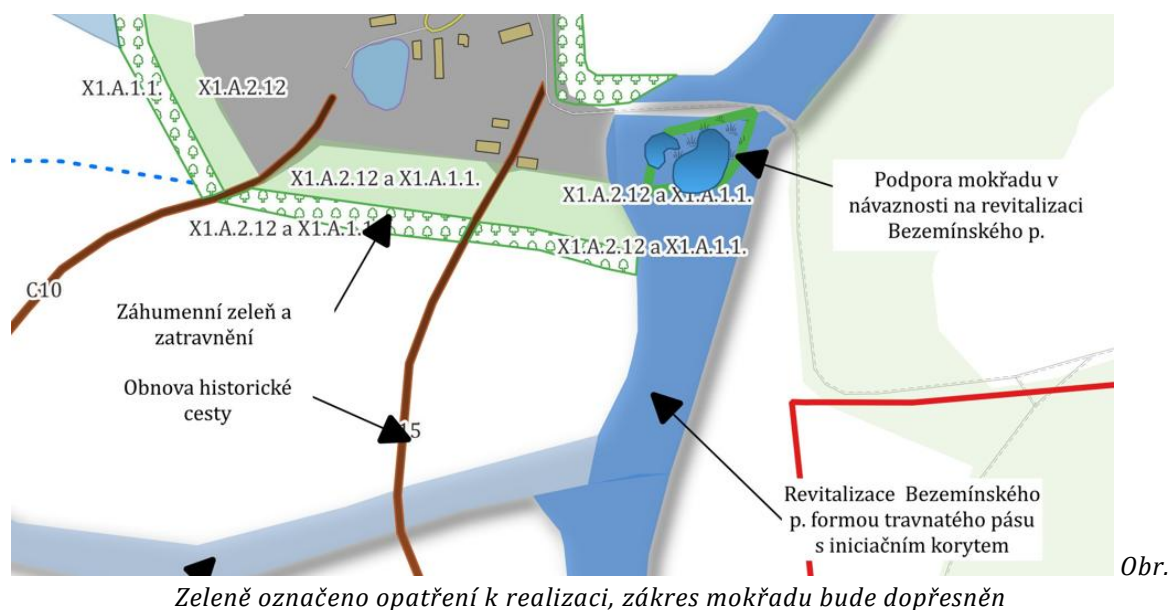 X1.A.1.1.
X1.A.2.12
X1.A.2.12 a X1.A.1.1.
X1.A.2.12 a X1.A.1.1.
X1.A.2.12 a X1.A.1.1
X1.A.2.12 a X1.A.1.1.
Podpora mokřadu v
návaznosti na revitalizaci
Bezemínského p.
C10
Záhumenní zeleň a
zatravnění
Obnova historické
cesty
15
Revitalizace Bezemínského
p. formou travnatého pásu
s iniciačním korytem
Obr.
Zeleně označeno opatření k realizaci, zákres mokřadu bude dopřesněn